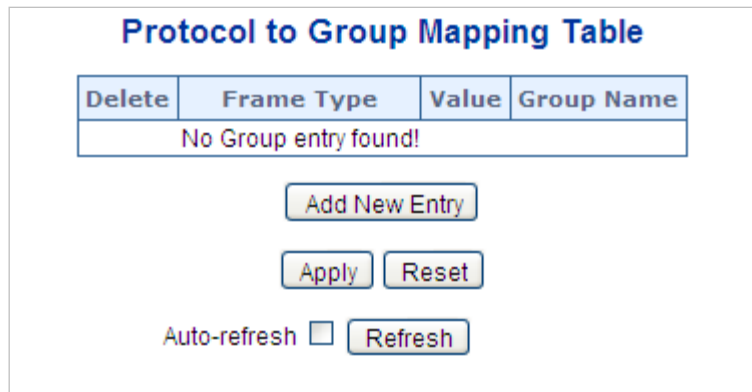 Protocol to Group Mapping Table
Delete Frame Type Value Group Name
No Group entry found!
Add New Entry
Apply Reset
Auto-refresh Refresh